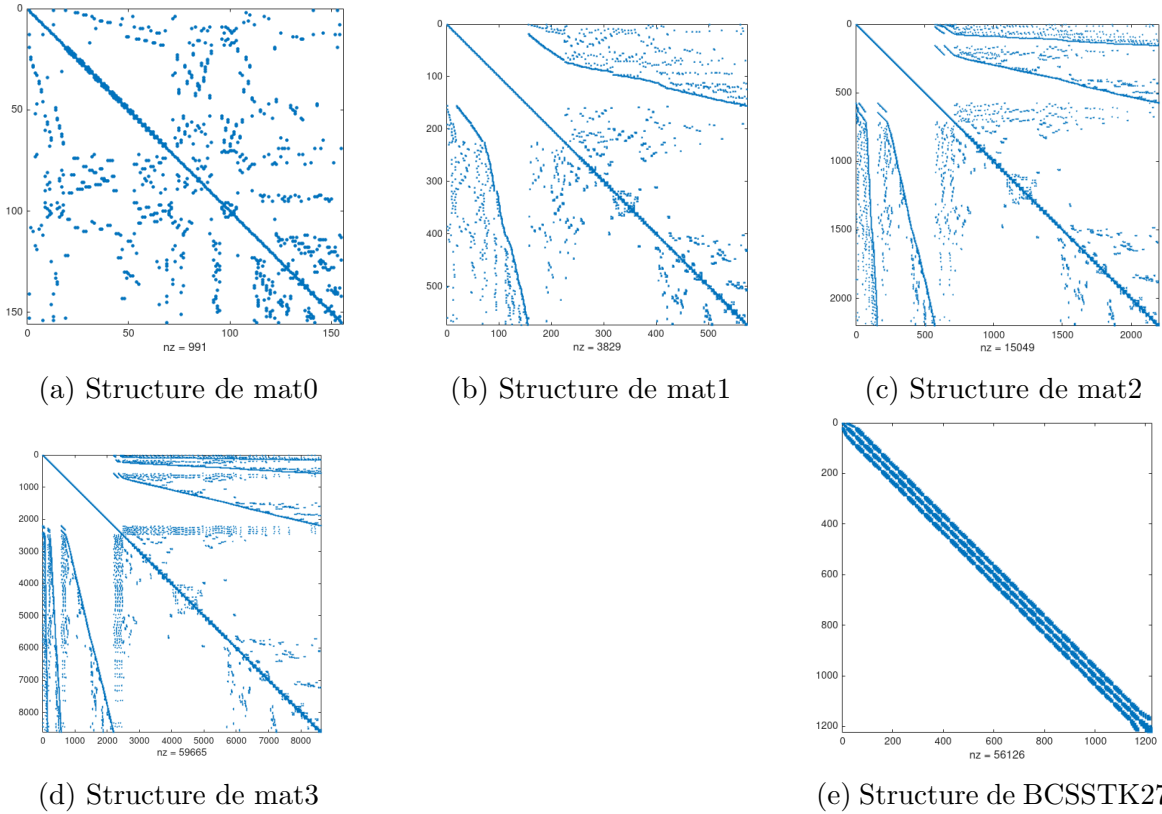 0
50
100
150
0 50 100 150
nz = 991
(a) Structure de mat0
0
100
200
300
400
500
0 100 200 300 400 500
nz = 3829
(b) Structure de mat1
0
500
1000
1500
2000
0 500 1000 1500 2000
nz = 15049
(c) Structure de mat2
0
1000
2000
3000
4000
5000
6000
7000
8000
0 1000 2000 3000 4000 5000 6000 7000 8000
nz = 59665
(d) Structure de mat3
0
200
400
600
800
1000
1200
0 200 400 600 800 1000 1200
nz = 56126
(e) Structure de BCSSTK27